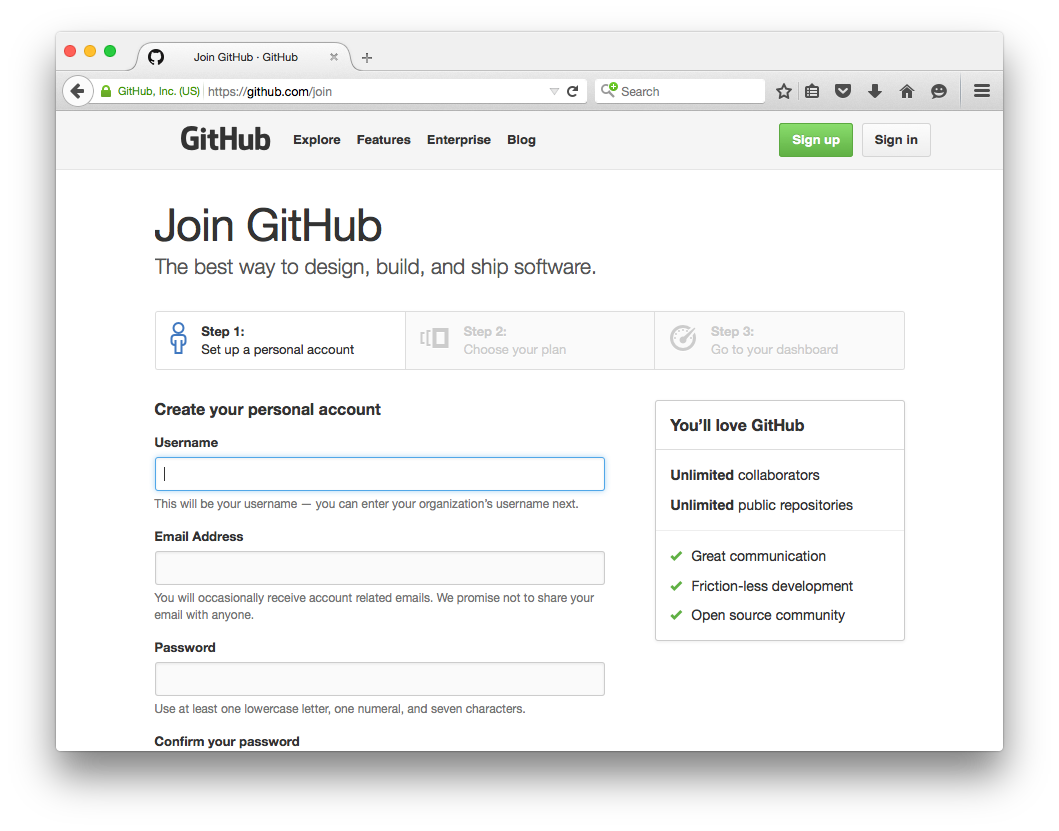 Join GitHub · GitHub
GitHub, Inc. (US)
https://github.com/join
Search
GitHub
Explore
Features
Enterprise
Blog
Sign up
Sign in
Join GitHub
The best way to design, build, and ship software.
Step 1:
Set up a personal account
Step 2:
Choose your plan
Step 3:
Go to your dashboard
Create your personal account
Username
This will be your username — you can enter your organization’s username next.
Email Address
You will occasionally receive account related emails. We promise not to share your
email with anyone.
Password
Use at least one lowercase letter, one numeral, and seven characters.
Confirm your password
You’ll love GitHub
Unlimited collaborators
Unlimited public repositories
Great communication
Friction-less development
Open source community